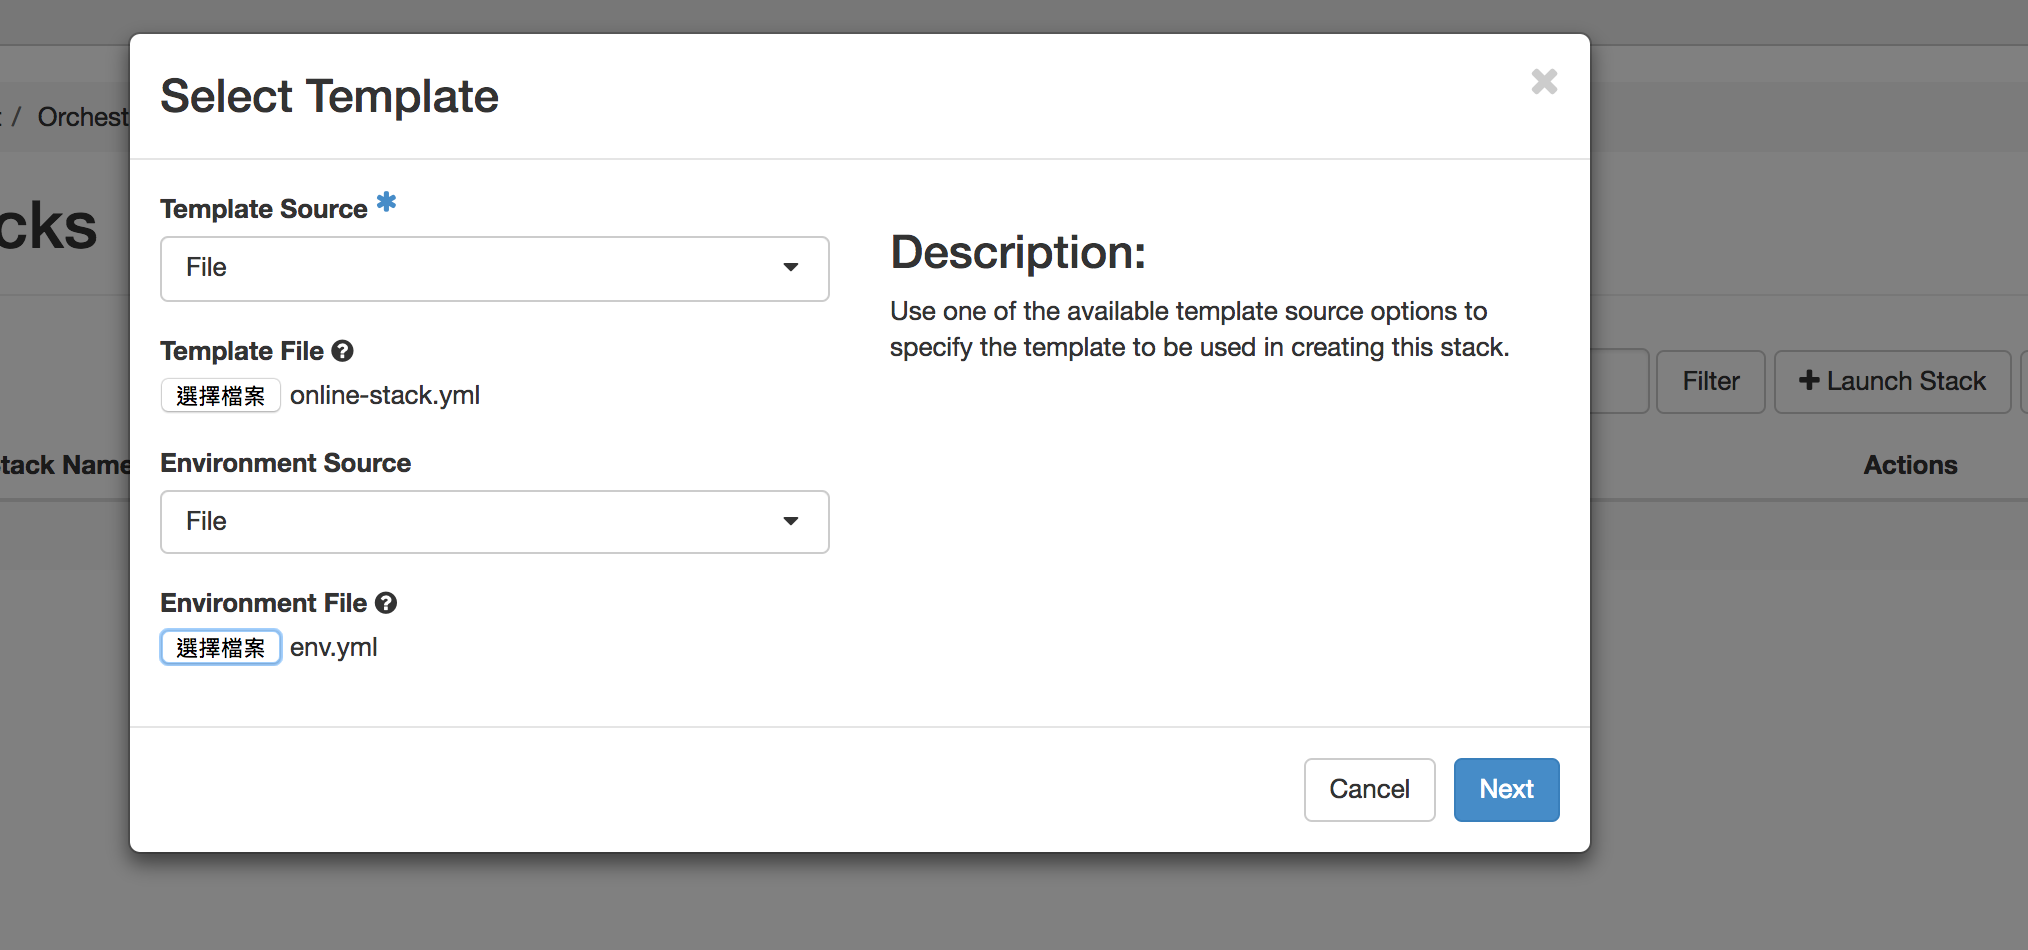 Select Template
/ Orchest
cks
Template Source *
File
Description:
Use one of the available template source options to
specify the template to be used in creating this stack.
Template File ?
選擇檔案 online-stack.yml
Filter
+ Launch Stack
Environment Source
tack Name
Actions
File
Environment File ?
選擇檔案 env.yml
Cancel
Next